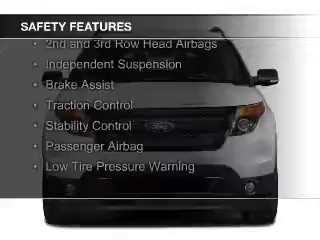 SAFETY FEATURES
• 2nd and 3rd Row Head Airbags
• Independent Suspension
• Brake Assist
• Traction Control
• Stability Control
• Passenger Airbag
• Low Tire Pressure Warning
Ford